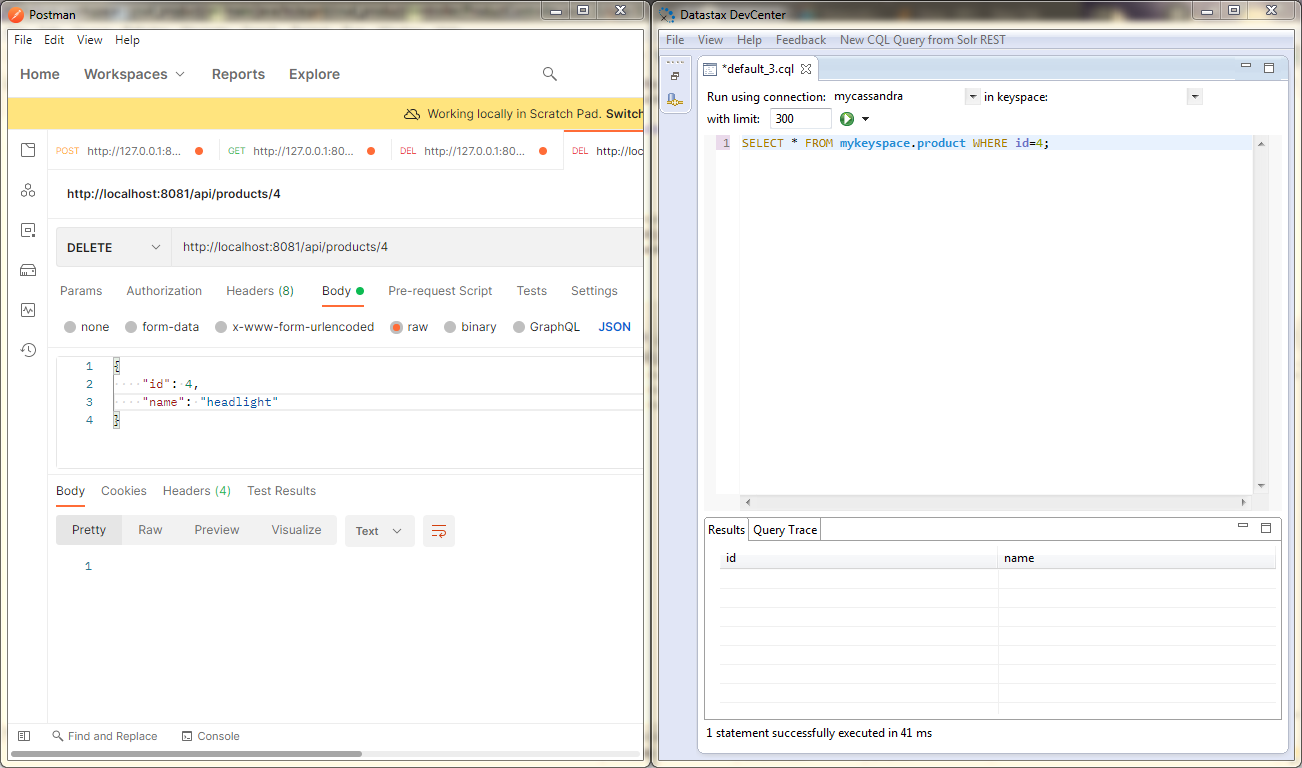 Postman
File Edit View Help
Home Workspaces Reports Explore
Working locally in Scratch Pad. Switch
POST http://127.0.0.1:8... GET http://127.0.0.1:80... DEL http://127.0.0.1:80... DEL http://loc
http://localhost:8081/api/products/4
DELETE http://localhost:8081/api/products/4
Params Authorization Headers (8) Body Pre-request Script Tests Settings
none form-data x-www-form-urlencoded raw binary GraphQL JSON
1 {
2 "id": 4,
3 "name": "headlight"
4 }
Body Cookies Headers (4) Test Results
Pretty Raw Preview Visualize Text
1
Find and Replace Console
Datastax DevCenter
File View Help Feedback New CQL Query from Solr REST
*default_3.cql
Run using connection: mycassandra in keyspace:
with limit: 300
1 SELECT * FROM mykeyspace.product WHERE id=4;
Results Query Trace
id name
1 statement successfully executed in 41 ms